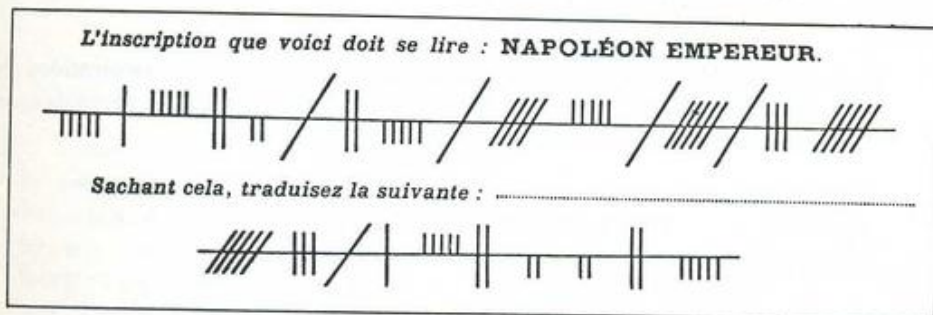 L'inscription que voici doit se lire : NAPOLÉON EMPEREUR.
Sachant cela, traduisez la suivante : ........................................